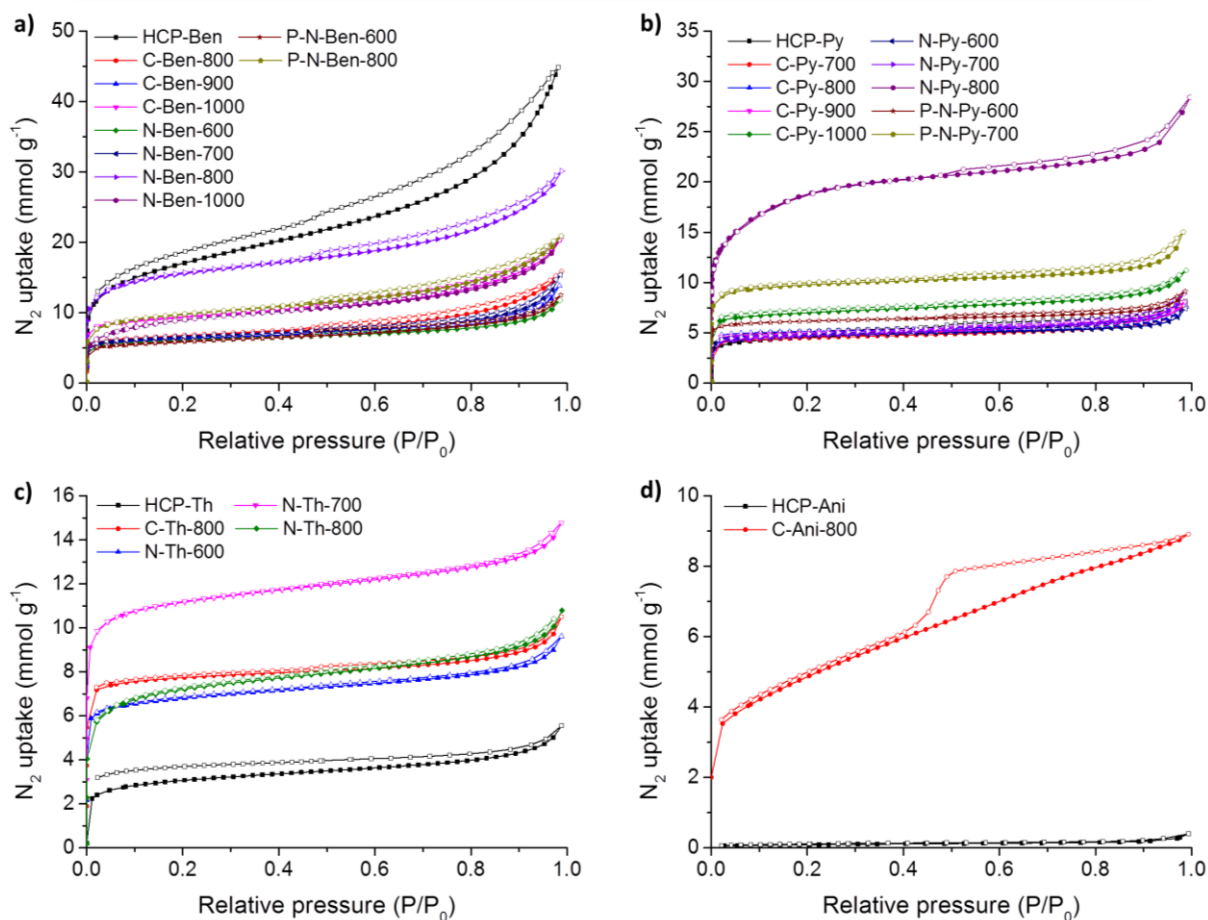 a)
50
40
30
20
10
0
N₂ uptake (mmol g⁻¹)
HCP-Ben
C-Ben-800
C-Ben-900
C-Ben-1000
N-Ben-600
N-Ben-700
N-Ben-800
N-Ben-1000
P-N-Ben-600
P-N-Ben-800
0.0 0.2 0.4 0.6 0.8 1.0
Relative pressure (P/P₀)
b)
35
30
25
20
15
10
5
0
N₂ uptake (mmol g⁻¹)
HCP-Py
C-Py-700
C-Py-800
C-Py-900
C-Py-1000
N-Py-600
N-Py-700
N-Py-800
P-N-Py-600
P-N-Py-700
0.0 0.2 0.4 0.6 0.8 1.0
Relative pressure (P/P₀)
c)
16
14
12
10
8
6
4
2
0
N₂ uptake (mmol g⁻¹)
HCP-Th
C-Th-800
N-Th-600
N-Th-700
N-Th-800
0.0 0.2 0.4 0.6 0.8 1.0
Relative pressure (P/P₀)
d)
10
8
6
4
2
0
N₂ uptake (mmol g⁻¹)
HCP-Ani
C-Ani-800
0.0 0.2 0.4 0.6 0.8 1.0
Relative pressure (P/P₀)